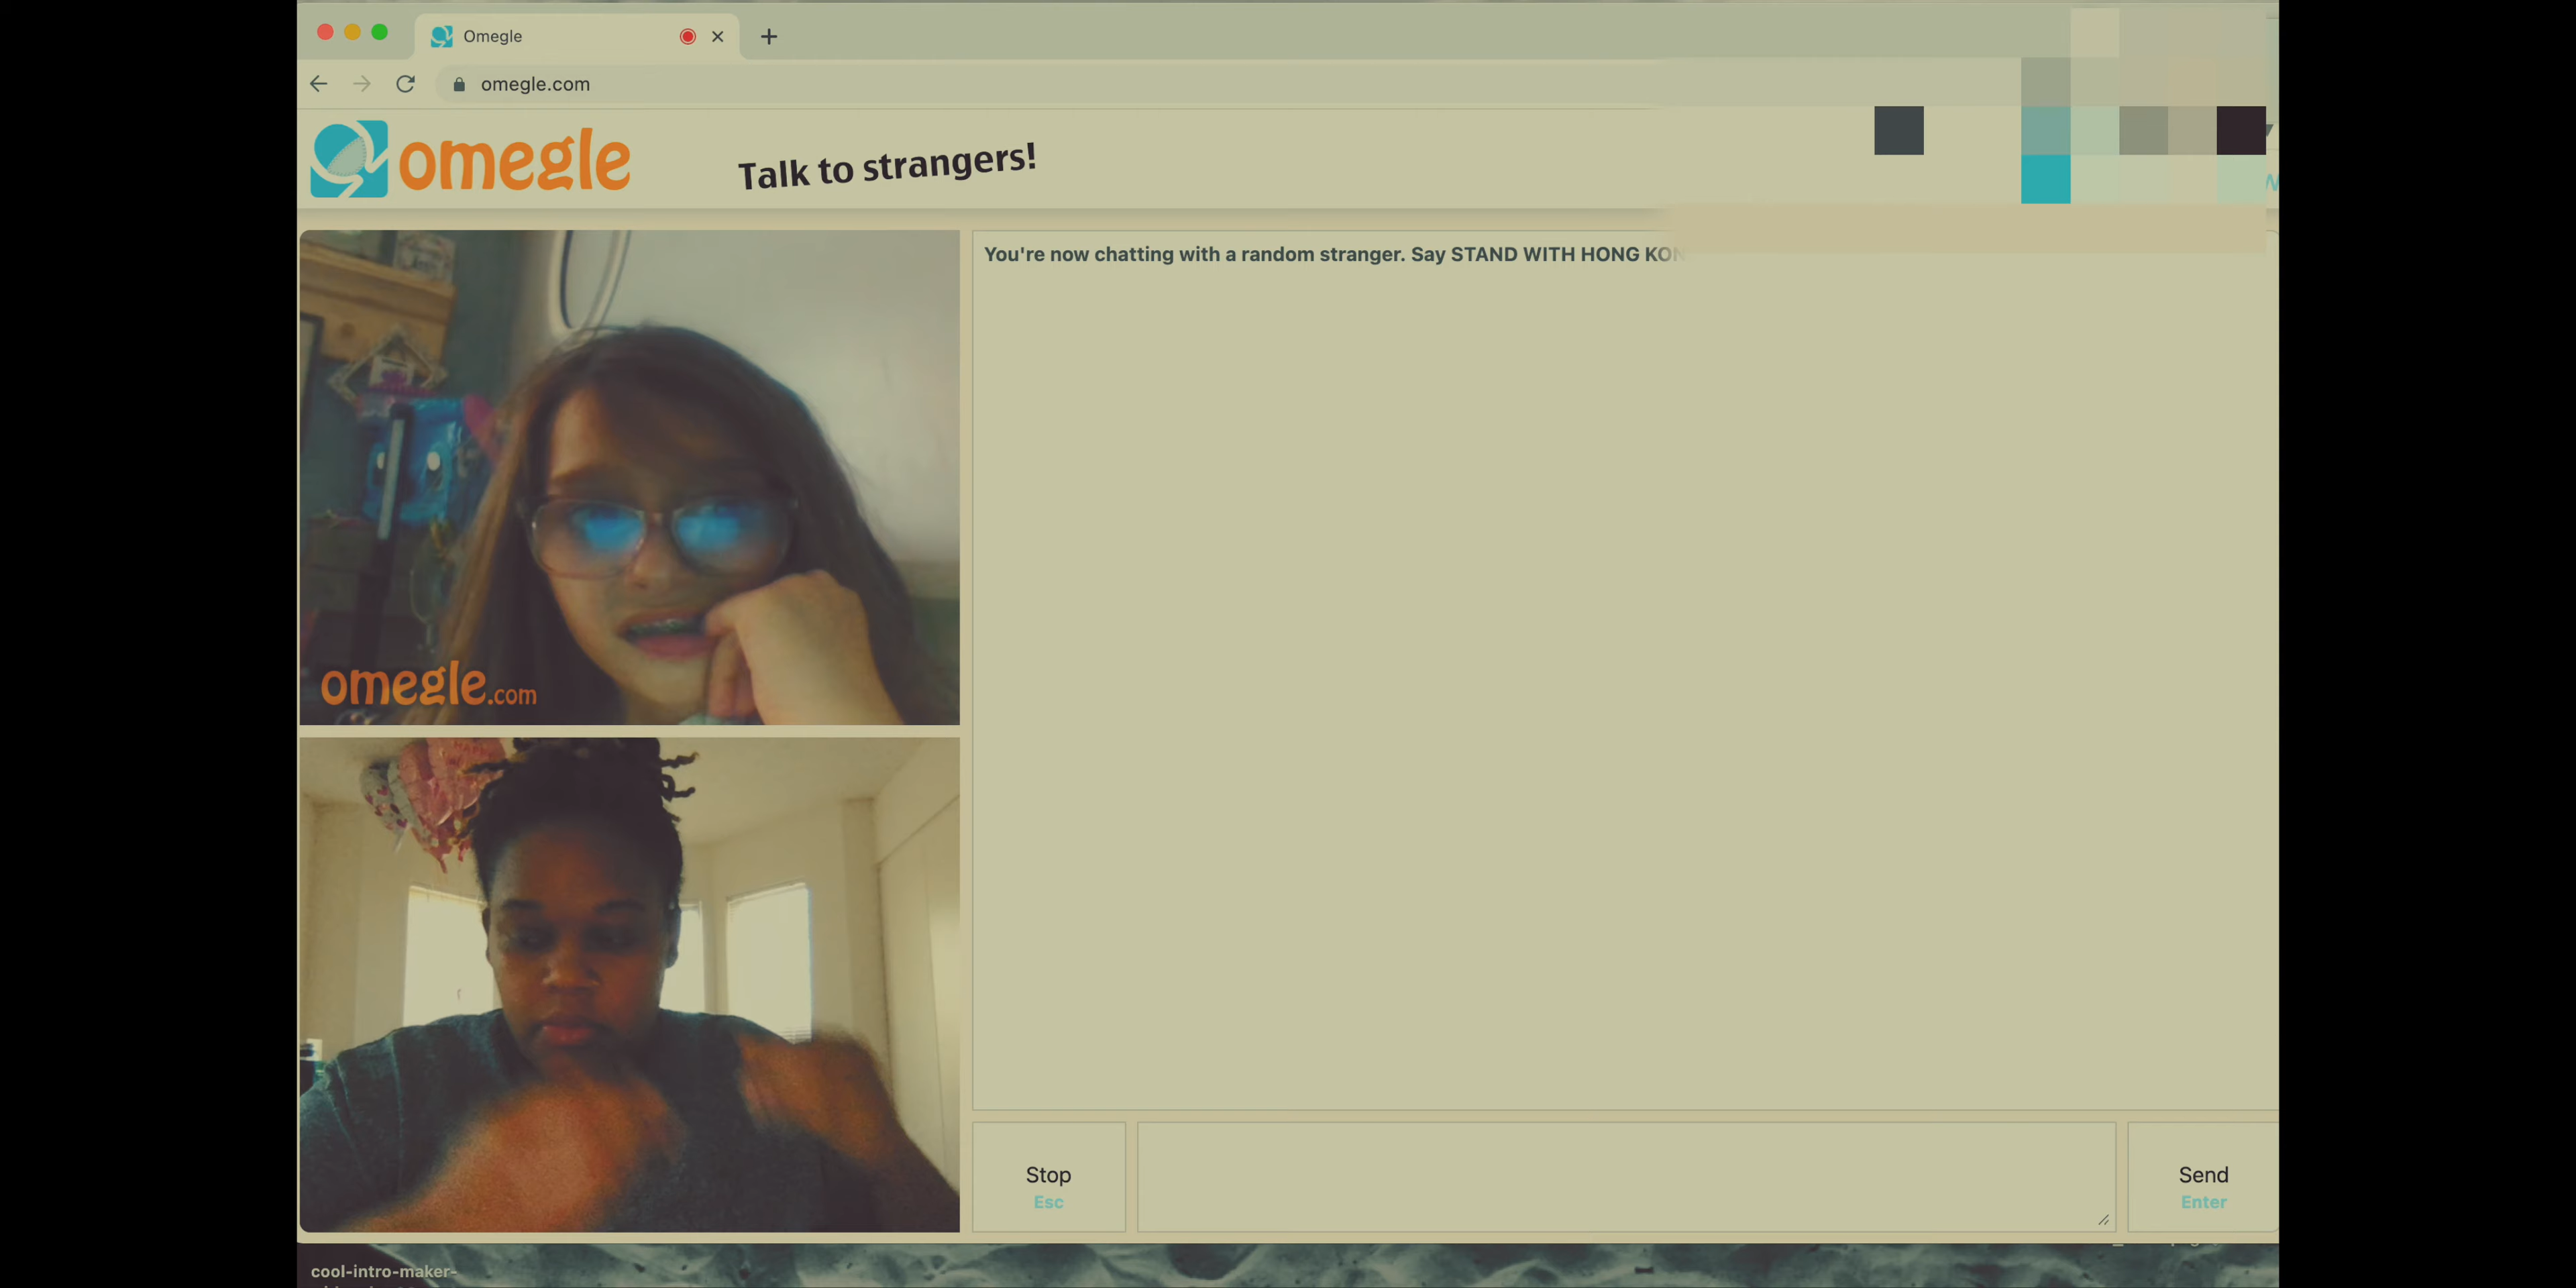 Omegle
omegle.com
omegle
Talk to strangers!
You're now chatting with a random stranger. Say STAND WITH HONG
omegle.com
Stop
Esc
Send
Enter
cool-intro-maker-